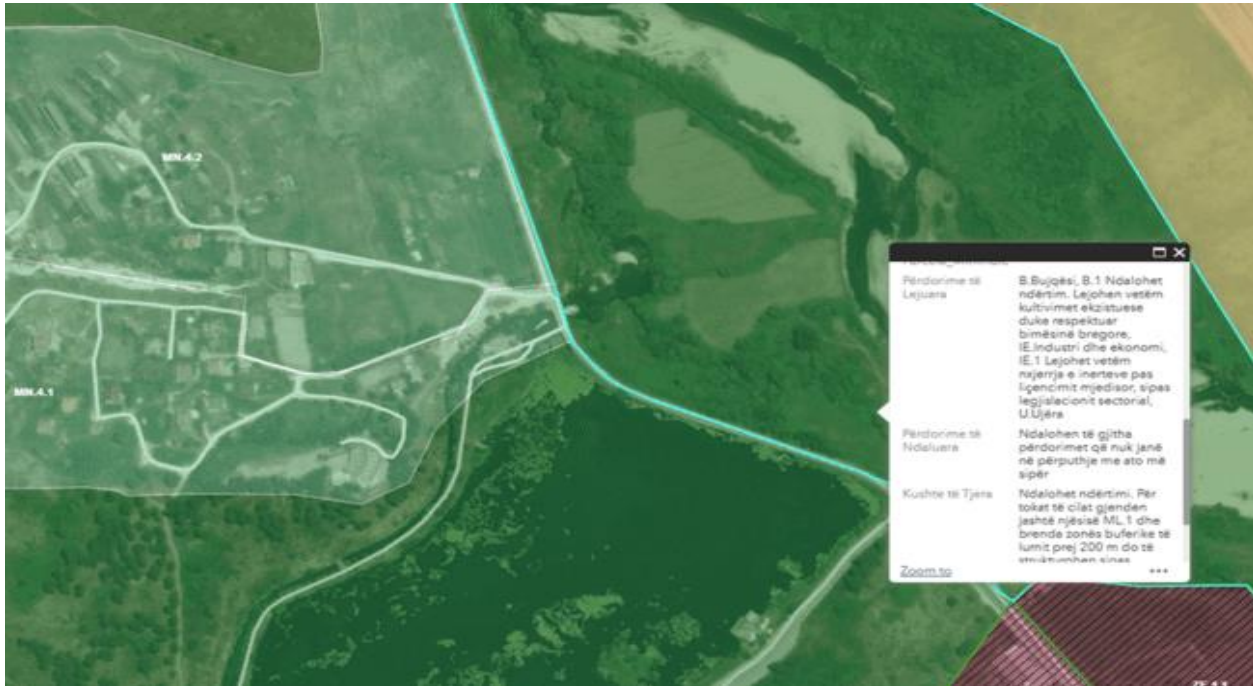 MN.4.2
MN.4.1
Përdorime të
Lejuara
B.Bujqësi, B.1 Ndalohet
ndërtim. Lejohen vetëm
kultivimet ekzistuese
duke respektuar
bimësinë bregore,
IE.Industri dhe ekonomi,
IE.1 Lejohet vetëm
nxjerrja e inerteve pas
liçencimit mjedisor, sipas
legjislacionit sectorial,
U.Ujëra
Përdorime të
Ndaluara
Ndalohen të gjitha
përdorimet që nuk janë
në përputhje me ato më
sipër
Kushte të Tjera
Ndalohet ndërtimi. Për
tokat të cilat gjenden
jashtë njësisë ML.1 dhe
brenda zonës buferike të
lumit prej 200 m do të
strukturohen sipas
Zoom to